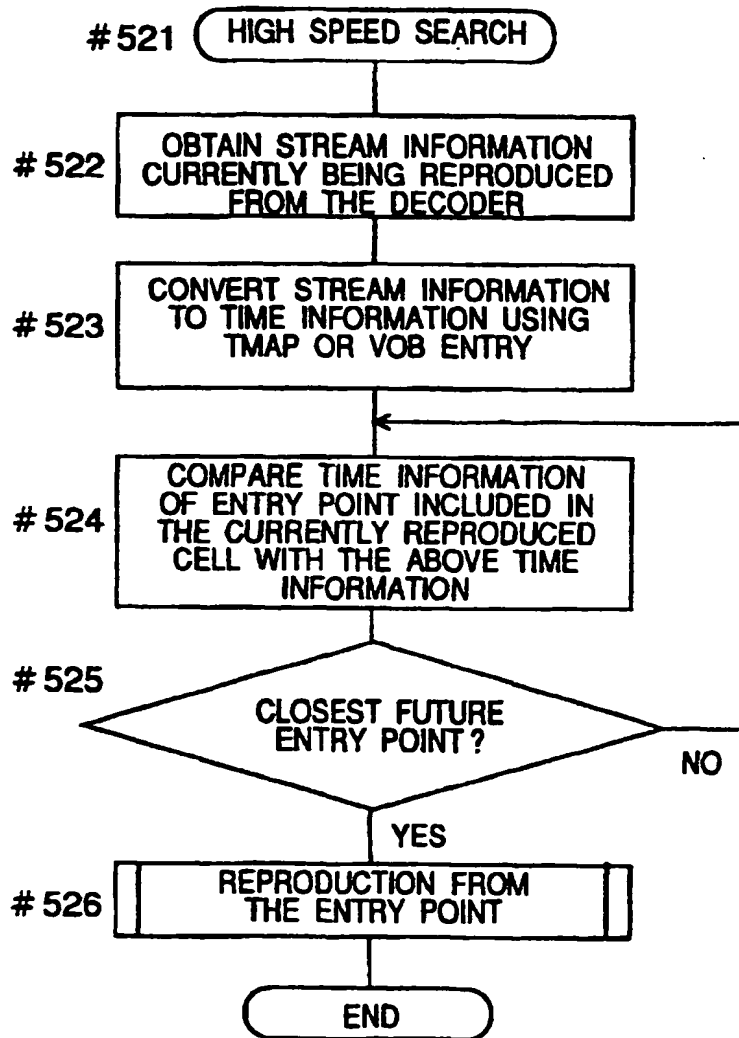 #521 HIGH SPEED SEARCH
#522 OBTAIN STREAM INFORMATION
CURRENTLY BEING REPRODUCED
FROM THE DECODER
#523 CONVERT STREAM INFORMATION
TO TIME INFORMATION USING
TMAP OR VOB ENTRY
#524 COMPARE TIME INFORMATION
OF ENTRY POINT INCLUDED IN
THE CURRENTLY REPRODUCED
CELL WITH THE ABOVE TIME
INFORMATION
#525
CLOSEST FUTURE
ENTRY POINT?
NO
YES
#526 REPRODUCTION FROM
THE ENTRY POINT
END